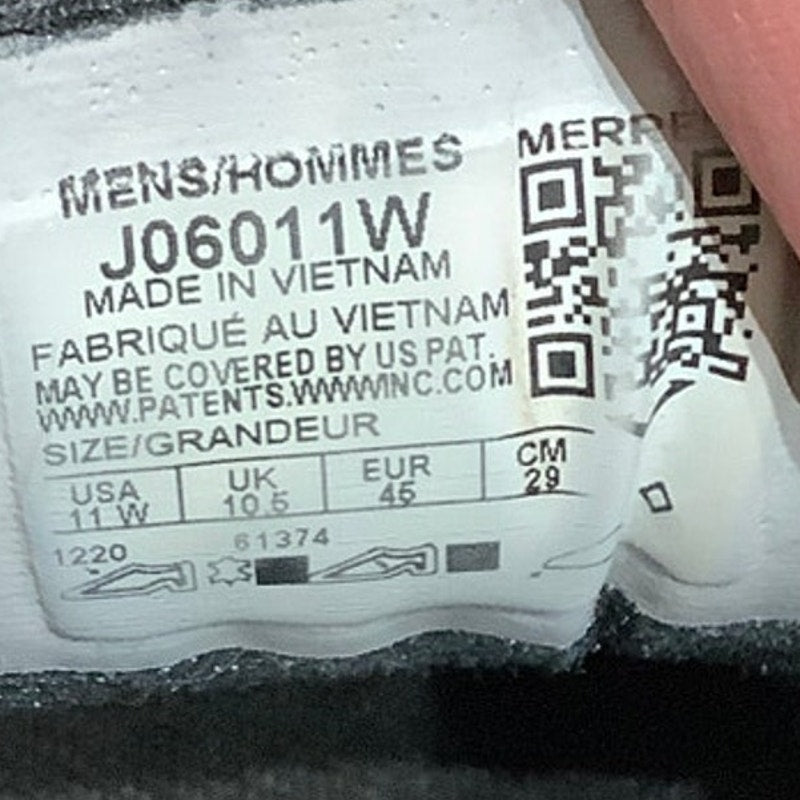 MERRE
MENS/HOMMES
J06011W
MADE IN VIETNAM
FABRIQUÉ AU VIETNAM
MAY BE COVERED BY US PAT.
WWW.PATENTS.WWWINC.COM
SIZE/GRANDEUR
USA UK EUR CM
11 W 10.5 45 29
1220 61374